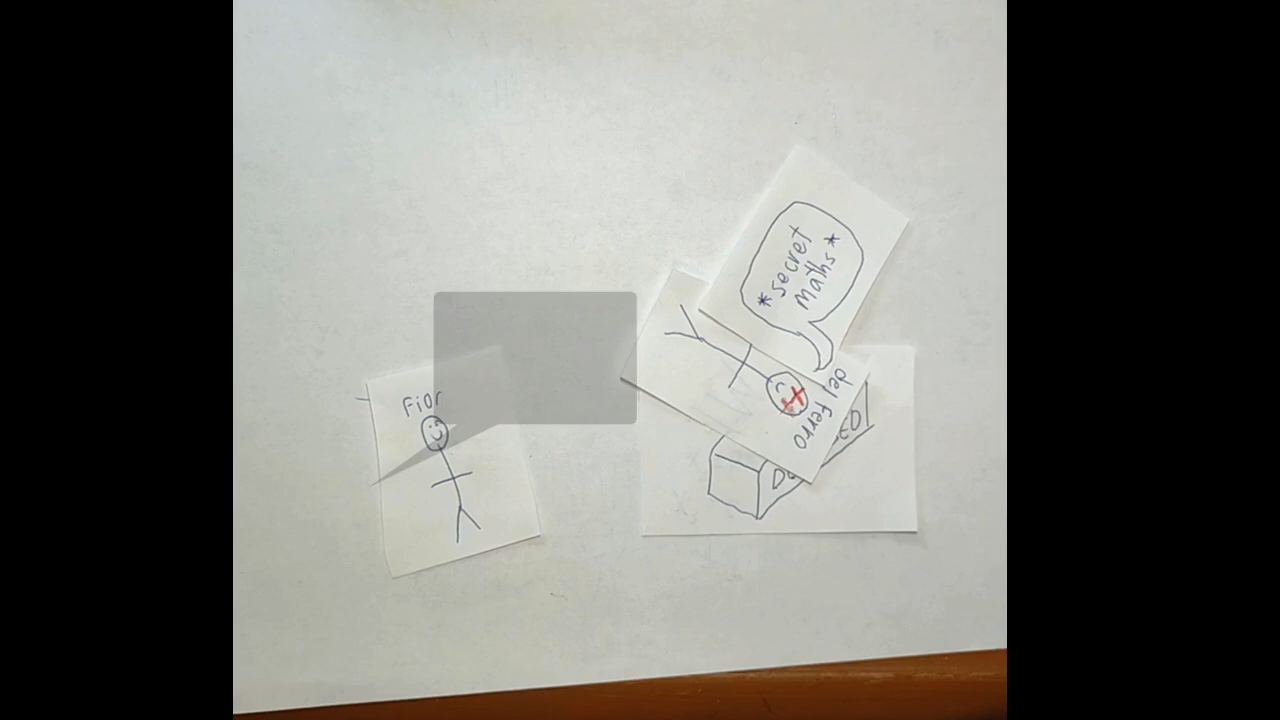 Fior
*secret
maths*
del Ferro